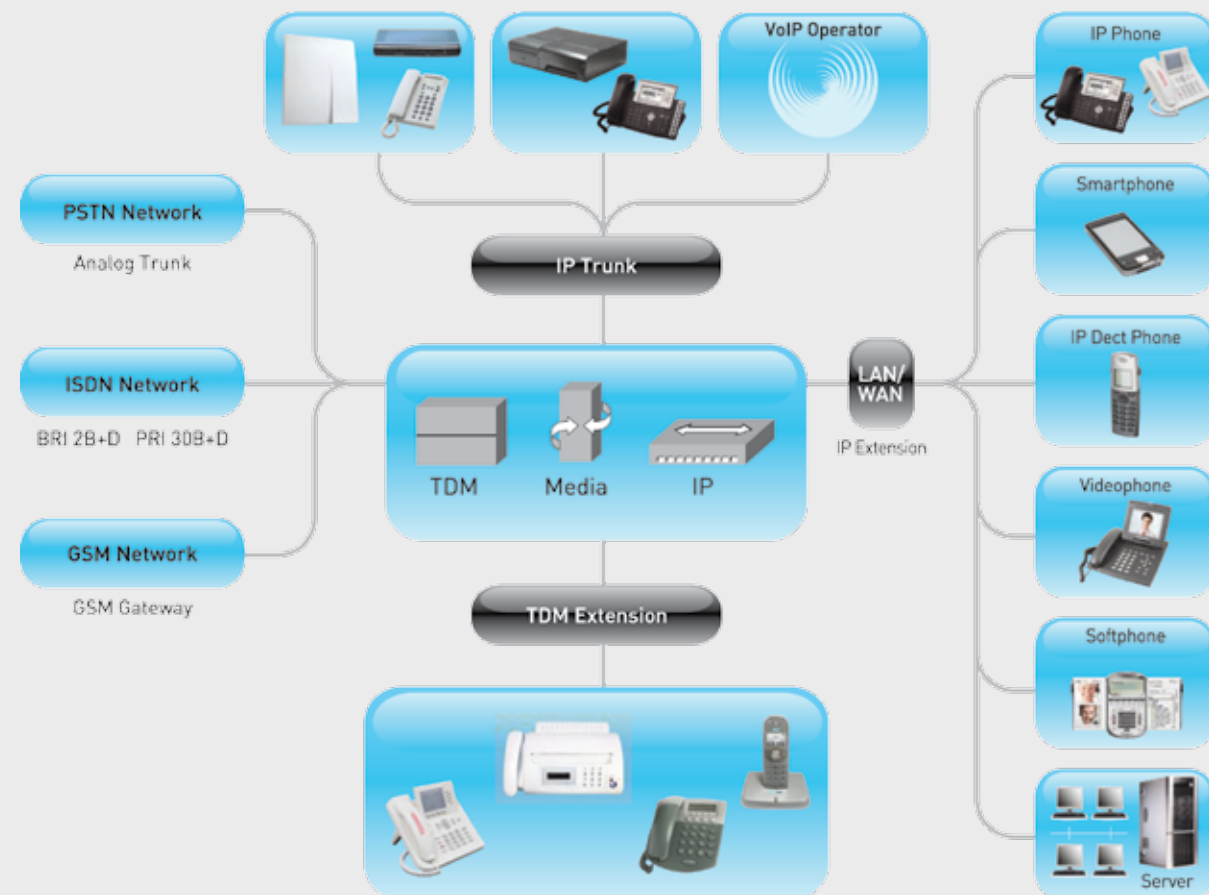 VoIP Operator
IP Phone
Smartphone
PSTN Network
Analog Trunk
IP Trunk
IP Dect Phone
ISDN Network
BRI 2B+D PRI 30B+D
TDM
Media
IP
LAN/
WAN
IP Extension
Videophone
GSM Network
GSM Gateway
TDM Extension
Softphone
Server